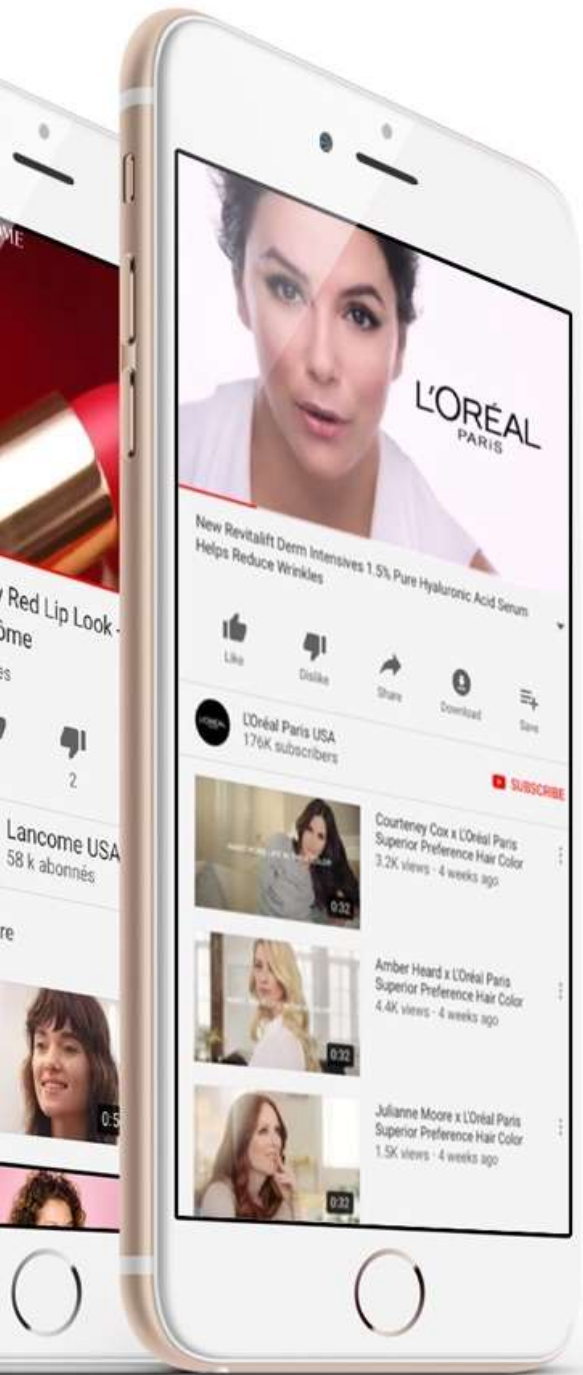 ME
Red Lip Look -
ôme
es
2
Lancome USA
58 k abonnés
re
0:5
L'ORÉAL
PARiS
New Revitalift Derm Intensives 1.5% Pure Hyaluronic Acid Serum
Helps Reduce Wrinkles
Like
Dislike
Share
Download
Save
L'Oréal Paris USA
176K subscribers
SUBSCRIBE
Courteney Cox x L'Oréal Paris
Superior Preference Hair Color
3.2K views · 4 weeks ago
0:32
Amber Heard x L'Oréal Paris
Superior Preference Hair Color
4.4K views · 4 weeks ago
0:32
Julianne Moore x L'Oréal Paris
Superior Preference Hair Color
1.5K views · 4 weeks ago
0:32